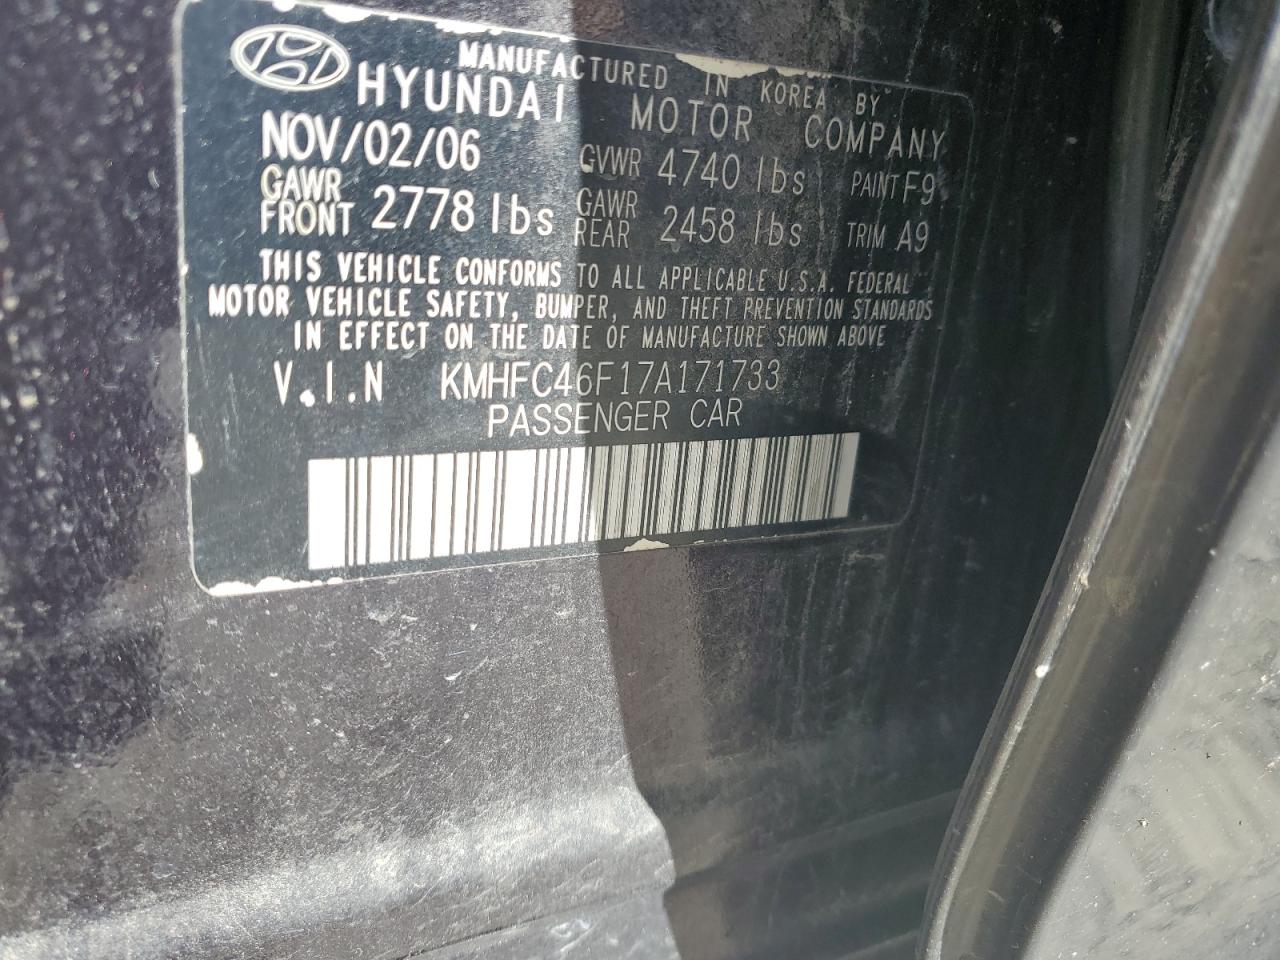 MANUFACTURED IN KOREA BY
HYUNDAI MOTOR COMPANY
NOV/02/06 GVWR 4740 lbs PAINT F9
GAWR FRONT 2778 lbs GAWR REAR 2458 lbs TRIM A9
THIS VEHICLE CONFORMS TO ALL APPLICABLE U.S.A. FEDERAL
MOTOR VEHICLE SAFETY, BUMPER, AND THEFT PREVENTION STANDARDS
IN EFFECT ON THE DATE OF MANUFACTURE SHOWN ABOVE
V.I.N KMHFC46F17A171733
PASSENGER CAR